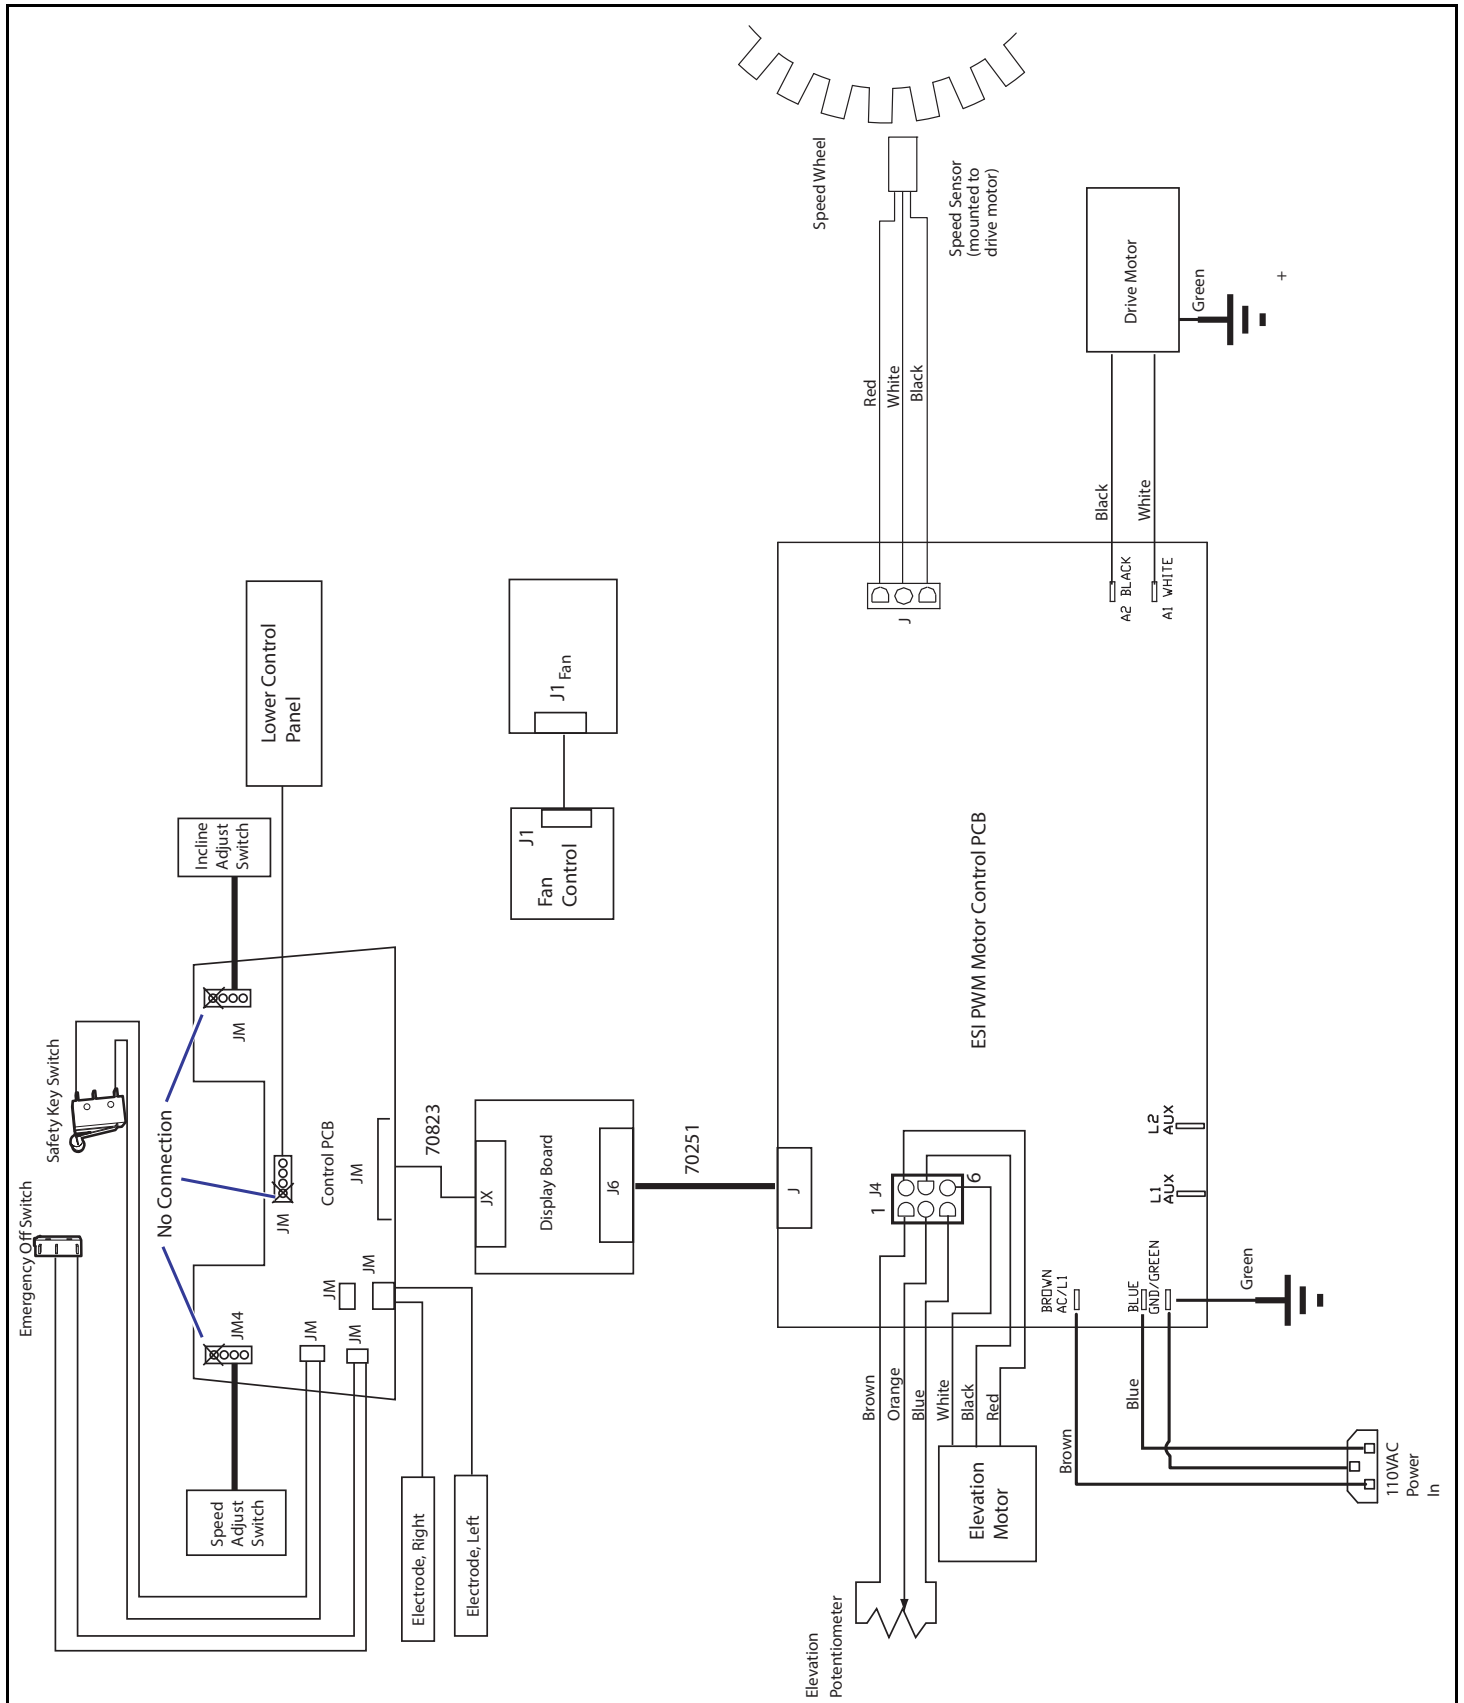 Speed Wheel
Speed Sensor
(mounted to
drive motor)
Drive Motor
Green
+
Red
White
Black
Black
White
A2 BLACK
A1 WHITE
J
Lower Control
Panel
J1
Fan
J1
Fan
Control
Incline
Adjust
Switch
Safety Key Switch
Emergency Off Switch
No Connection
JM
JM
Control PCB
JM
JM4
JM
JM
JM
JM
70823
JX
Display Board
J6
70251
J
ESI PWM Motor Control PCB
J4
1
6
L2
AUX
L1
AUX
BROWN
AC/L1
BLUE
GND/GREEN
Green
Brown
Orange
Blue
White
Black
Red
Brown
Blue
Speed
Adjust
Switch
Electrode, Right
Electrode, Left
Elevation
Motor
Elevation
Potentiometer
110VAC
Power
In